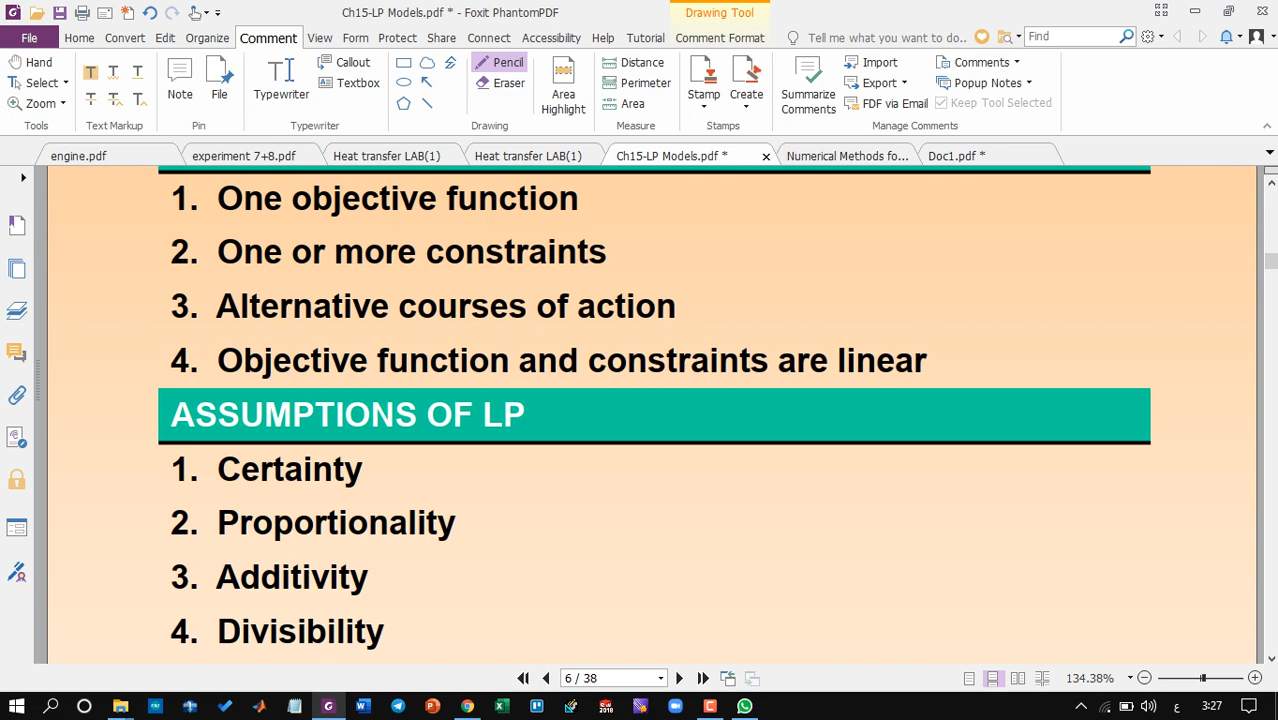 Ch15-LP Models.pdf * - Foxit PhantomPDF
Drawing Tool
File Home Convert Edit Organize Comment View Form Protect Share Connect Accessibility Help Tutorial Comment Format Tell me what you want to do.. Find
Hand
Select
Zoom
Tools
Text Markup
Note
File
Pin
Typewriter
Callout
Textbox
Typewriter
Pencil
Eraser
Drawing
Area Highlight
Distance
Perimeter
Area
Measure
Stamp
Create
Stamps
Summarize Comments
Import
Export
FDF via Email
Comments
Popup Notes
Keep Tool Selected
Manage Comments
engine.pdf experiment 7+8.pdf Heat transfer LAB(1) Heat transfer LAB(1) Ch15-LP Models.pdf * Numerical Methods fo... Doc1.pdf *
1. One objective function
2. One or more constraints
3. Alternative courses of action
4. Objective function and constraints are linear
ASSUMPTIONS OF LP
1. Certainty
2. Proportionality
3. Additivity
4. Divisibility
6 / 38
134.38%
ع 3:27